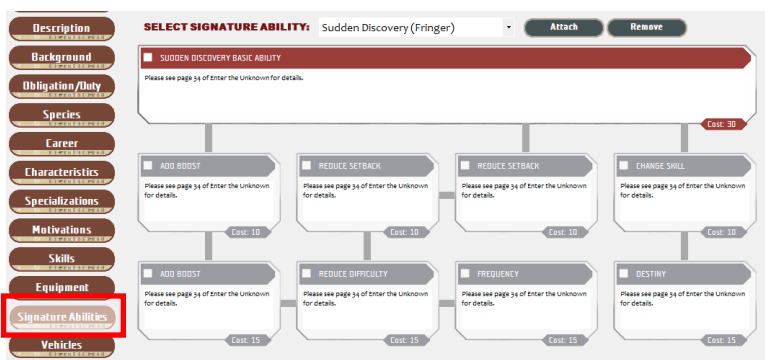 Description
Background
Obligation/Duty
Species
Career
Characteristics
Specializations
Motivations
Skills
Equipment
Signature Abilities
Vehicles
SELECT SIGNATURE ABILITY: Sudden Discovery (Fringer) Attach Remove
SUDDEN DISCOVERY BASIC ABILITY
Please see page 34 of Enter the Unknown for details.
Cost: 30
ADD BOOST
Please see page 34 of Enter the Unknown
for details.
Cost: 10
REDUCE SETBACK
Please see page 34 of Enter the Unknown
for details.
Cost: 10
REDUCE SETBACK
Please see page 34 of Enter the Unknown
for details.
Cost: 10
CHANGE SKILL
Please see page 34 of Enter the Unknown
for details.
Cost: 10
ADD BOOST
Please see page 34 of Enter the Unknown
for details.
Cost: 15
REDUCE DIFFICULTY
Please see page 34 of Enter the Unknown
for details.
Cost: 15
FREQUENCY
Please see page 34 of Enter the Unknown
for details.
Cost: 15
DESTINY
Please see page 34 of Enter the Unknown
for details.
Cost: 15